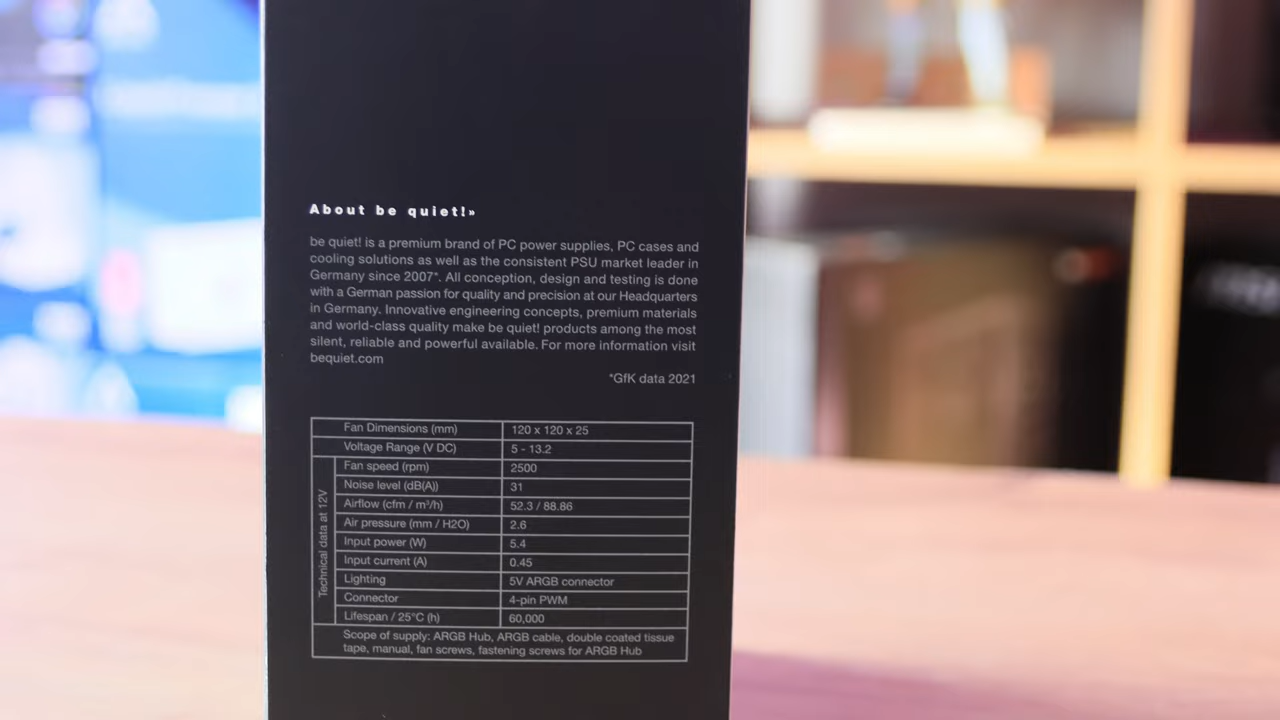 About be quiet!»
be quiet! is a premium brand of PC power supplies, PC cases and
cooling solutions as well as the consistent PSU market leader in
Germany since 2007*. All conception, design and testing is done
with a German passion for quality and precision at our Headquarters
in Germany. Innovative engineering concepts, premium materials
and world-class quality make be quiet! products among the most
silent, reliable and powerful available. For more information visit
bequiet.com
*GfK data 2021
Fan Dimensions (mm) 120 x 120 x 25
Voltage Range (V DC) 5 - 13.2
Technical data at 12V
Fan speed (rpm) 2500
Noise level (dB(A)) 31
Airflow (cfm / m³/h) 52.3 / 88.86
Air pressure (mm / H2O) 2.6
Input power (W) 5.4
Input current (A) 0.45
Lighting 5V ARGB connector
Connector 4-pin PWM
Lifespan / 25°C (h) 60,000
Scope of supply: ARGB Hub, ARGB cable, double coated tissue
tape, manual, fan screws, fastening screws for ARGB Hub